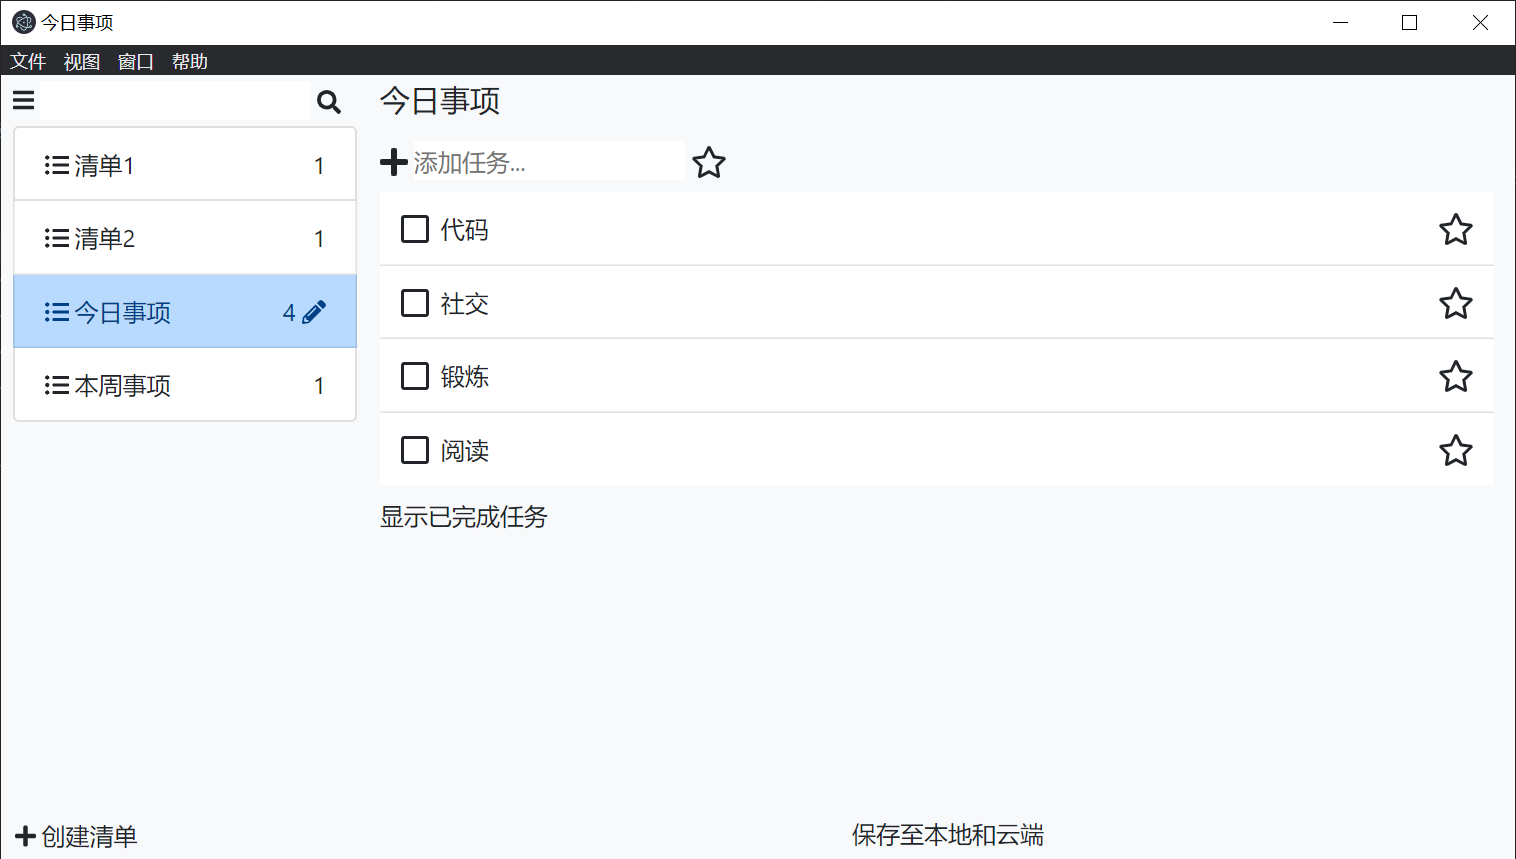 今日事项
文件 视图 窗口 帮助
清单1 1
清单2 1
今日事项 4
本周事项 1
创建清单
今日事项
添加任务...
代码
社交
锻炼
阅读
显示已完成任务
保存至本地和云端